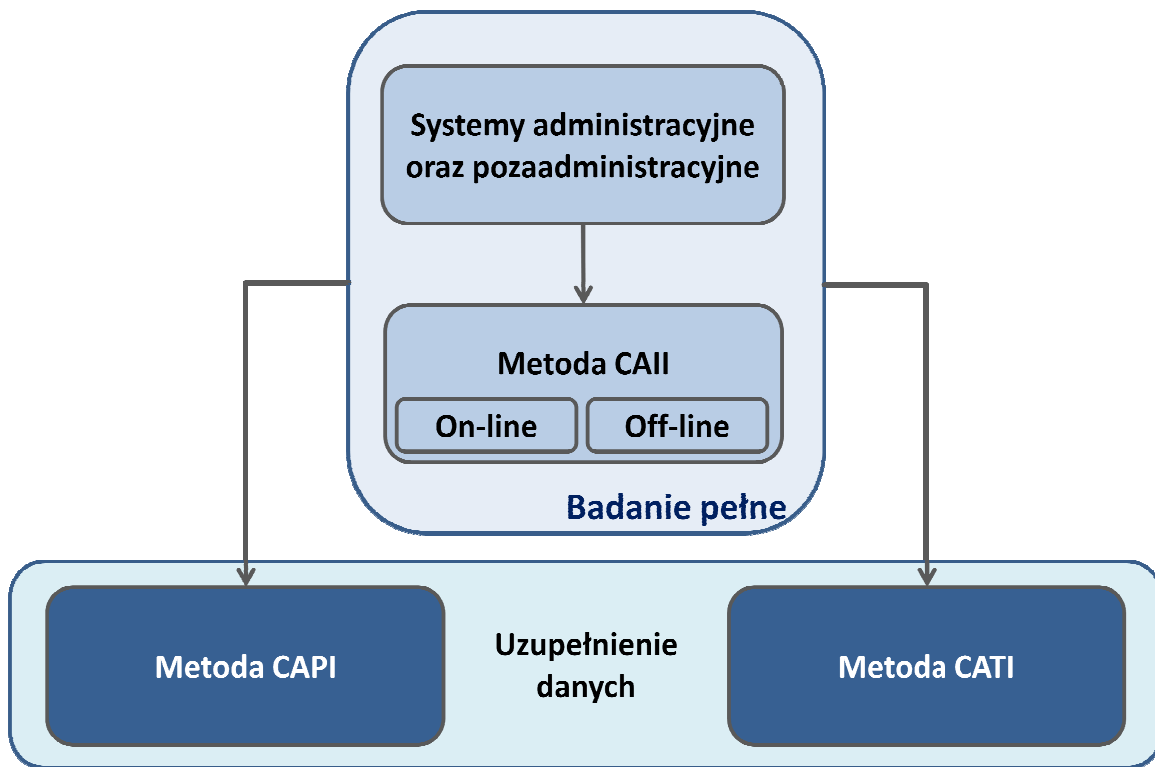 Systemy administracyjne
oraz pozaadministracyjne
Metoda CAII
On-line
Off-line
Badanie pełne
Metoda CAPI
Uzupełnienie
danych
Metoda CATI